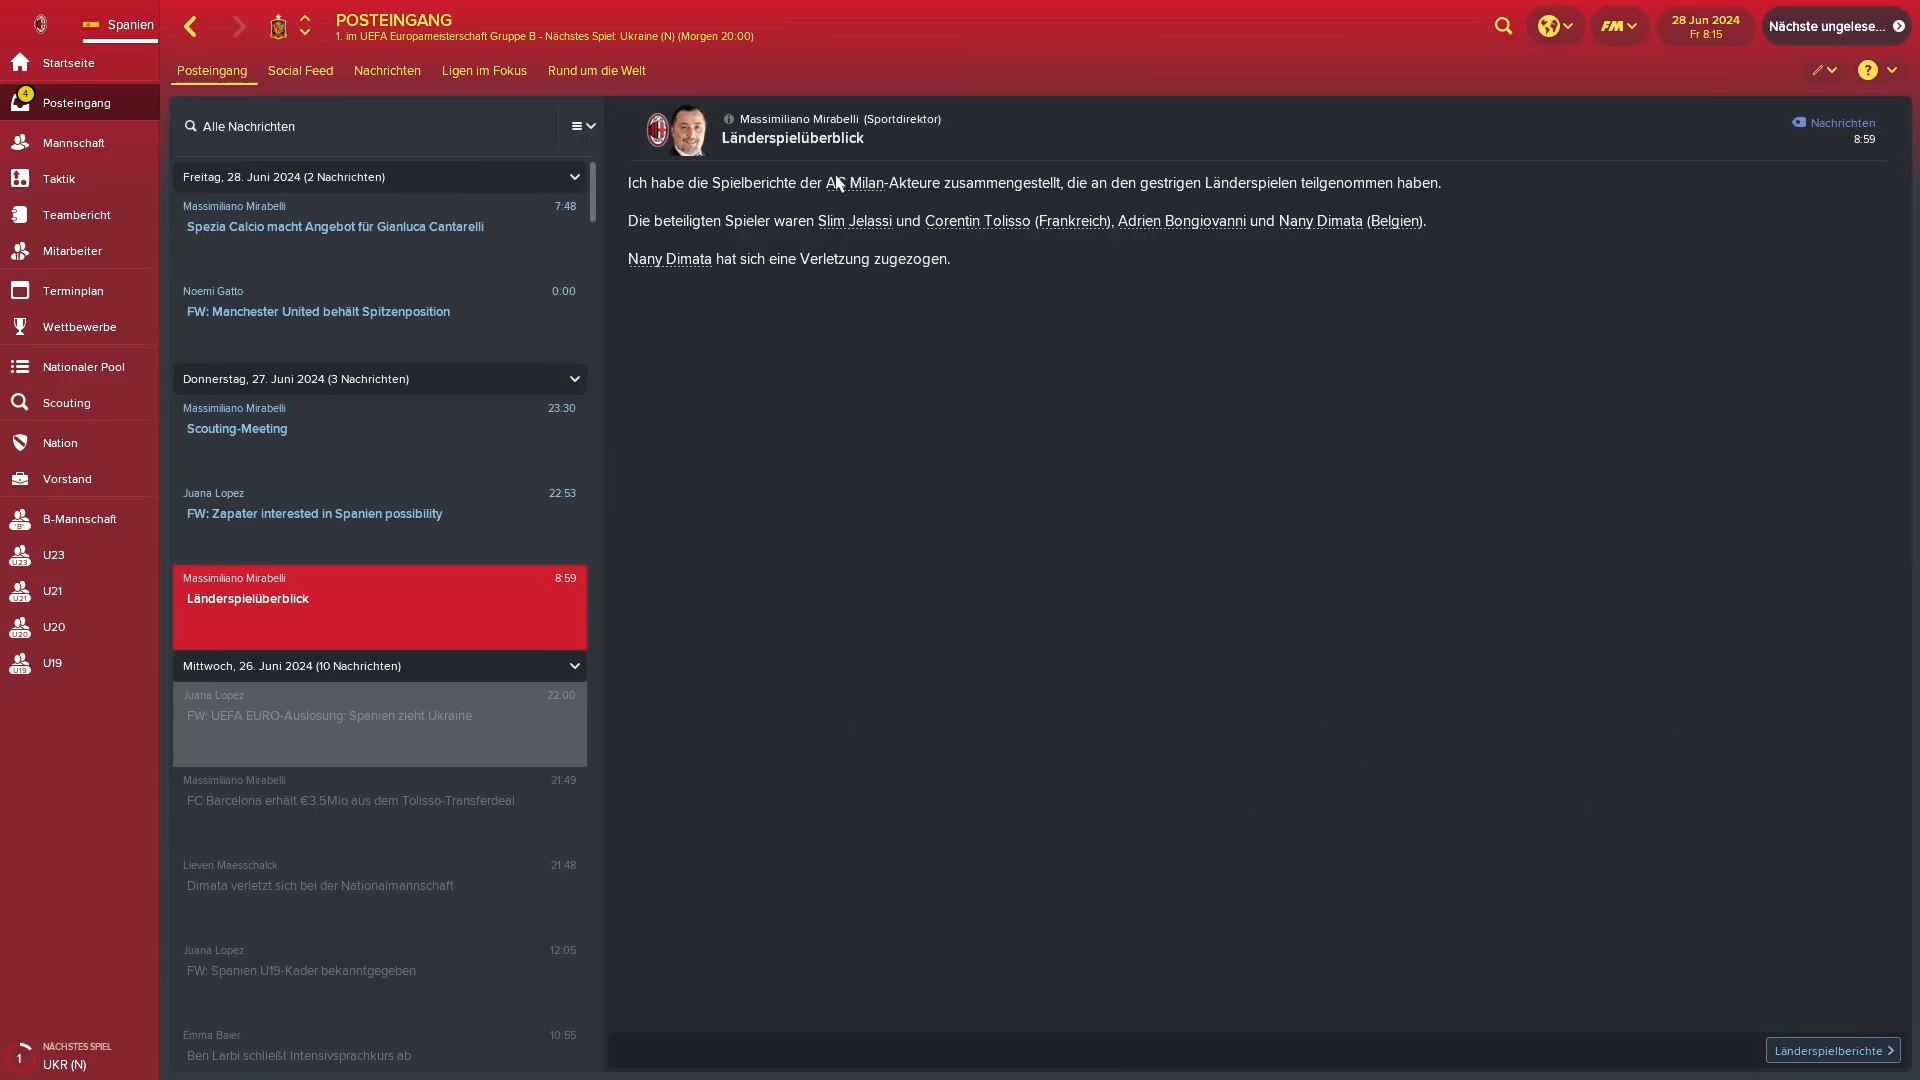 Spanien
POSTEINGANG
1. im UEFA Europameisterschaft Gruppe B - Nächstes Spiel: Ukraine (N) (Morgen 20:00)
FM
28 Jun 2024
Fr 8:15
Nächste ungelese...
Posteingang
Social Feed
Nachrichten
Ligen im Fokus
Rund um die Welt
?
Startseite
4
Posteingang
Mannschaft
Taktik
Teambericht
Mitarbeiter
Terminplan
Wettbewerbe
Nationaler Pool
Scouting
Nation
Vorstand
'B'
B-Mannschaft
U23
U23
U21
U21
U20
U20
U19
U19
1
NÄCHSTES SPIEL
UKR (N)
Alle Nachrichten
Freitag, 28. Juni 2024 (2 Nachrichten)
Massimiliano Mirabelli 7:48
Spezia Calcio macht Angebot für Gianluca Cantarelli
Noemi Gatto 0:00
FW: Manchester United behält Spitzenposition
Donnerstag, 27. Juni 2024 (3 Nachrichten)
Massimiliano Mirabelli 23:30
Scouting-Meeting
Juana Lopez 22:53
FW: Zapater interested in Spanien possibility
Massimiliano Mirabelli 8:59
Länderspielüberblick
Mittwoch, 26. Juni 2024 (10 Nachrichten)
Juana Lopez 22:00
FW: UEFA EURO-Auslosung: Spanien zieht Ukraine
Massimiliano Mirabelli 21:49
FC Barcelona erhält €3.5Mio aus dem Tolisso-Transferdeal
Lieven Maesschalck 21:48
Dimata verletzt sich bei der Nationalmannschaft
Juana Lopez 12:05
FW: Spanien U19-Kader bekanntgegeben
Emma Baier 10:55
Ben Larbi schließt Intensivsprachkurs ab
Massimiliano Mirabelli (Sportdirektor)
Länderspielüberblick
Nachrichten
8:59
Ich habe die Spielberichte der AC Milan-Akteure zusammengestellt, die an den gestrigen Länderspielen teilgenommen haben.
Die beteiligten Spieler waren Slim Jelassi und Corentin Tolisso (Frankreich), Adrien Bongiovanni und Nany Dimata (Belgien).
Nany Dimata hat sich eine Verletzung zugezogen.
Länderspielberichte